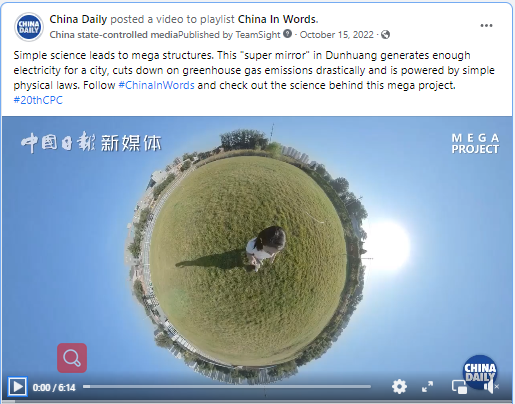 CHINA DAILY
China Daily posted a video to playlist China In Words.
China state-controlled mediaPublished by TeamSight · October 15, 2022 ·
Simple science leads to mega structures. This "super mirror" in Dunhuang generates enough
electricity for a city, cuts down on greenhouse gas emissions drastically and is powered by simple
physical laws. Follow #ChinaInWords and check out the science behind this mega project.
#20thCPC
中国日报 新媒体
MEGA
PROJECT
CHINA
DAILY
0:00 / 6:14